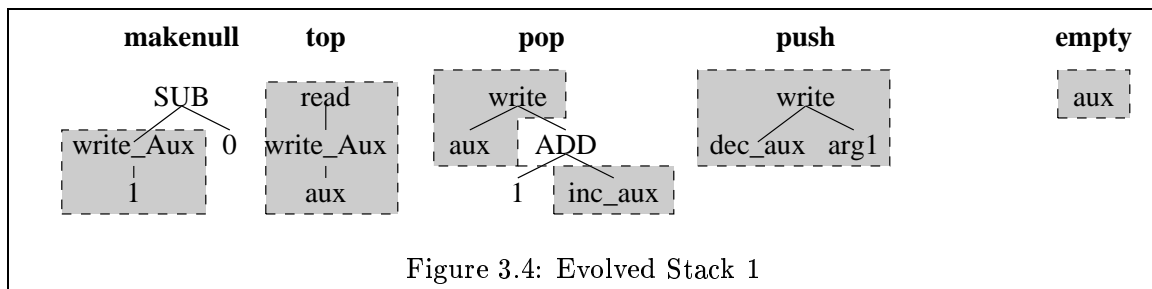 makenull top pop push empty
SUB read write write aux
write_Aux 0 write_Aux aux ADD dec_aux arg1
1 aux 1 inc_aux
Figure 3.4: Evolved Stack 1